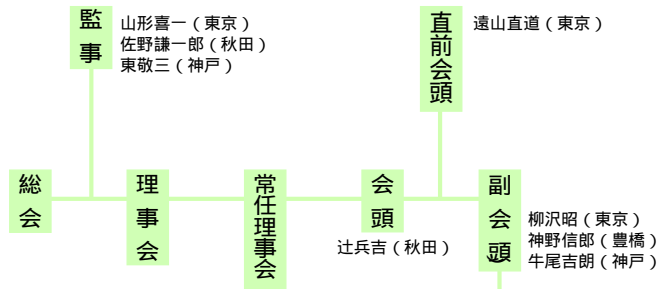 監事
山形喜一（東京）
佐野謙一郎（秋田）
東敬三（神戸）
直前会頭
遠山直道（東京）
総会
理事会
常任理事会
会頭
辻兵吉（秋田）
副会頭
柳沢昭（東京）
神野信郎（豊橋）
牛尾吉朗（神戸）